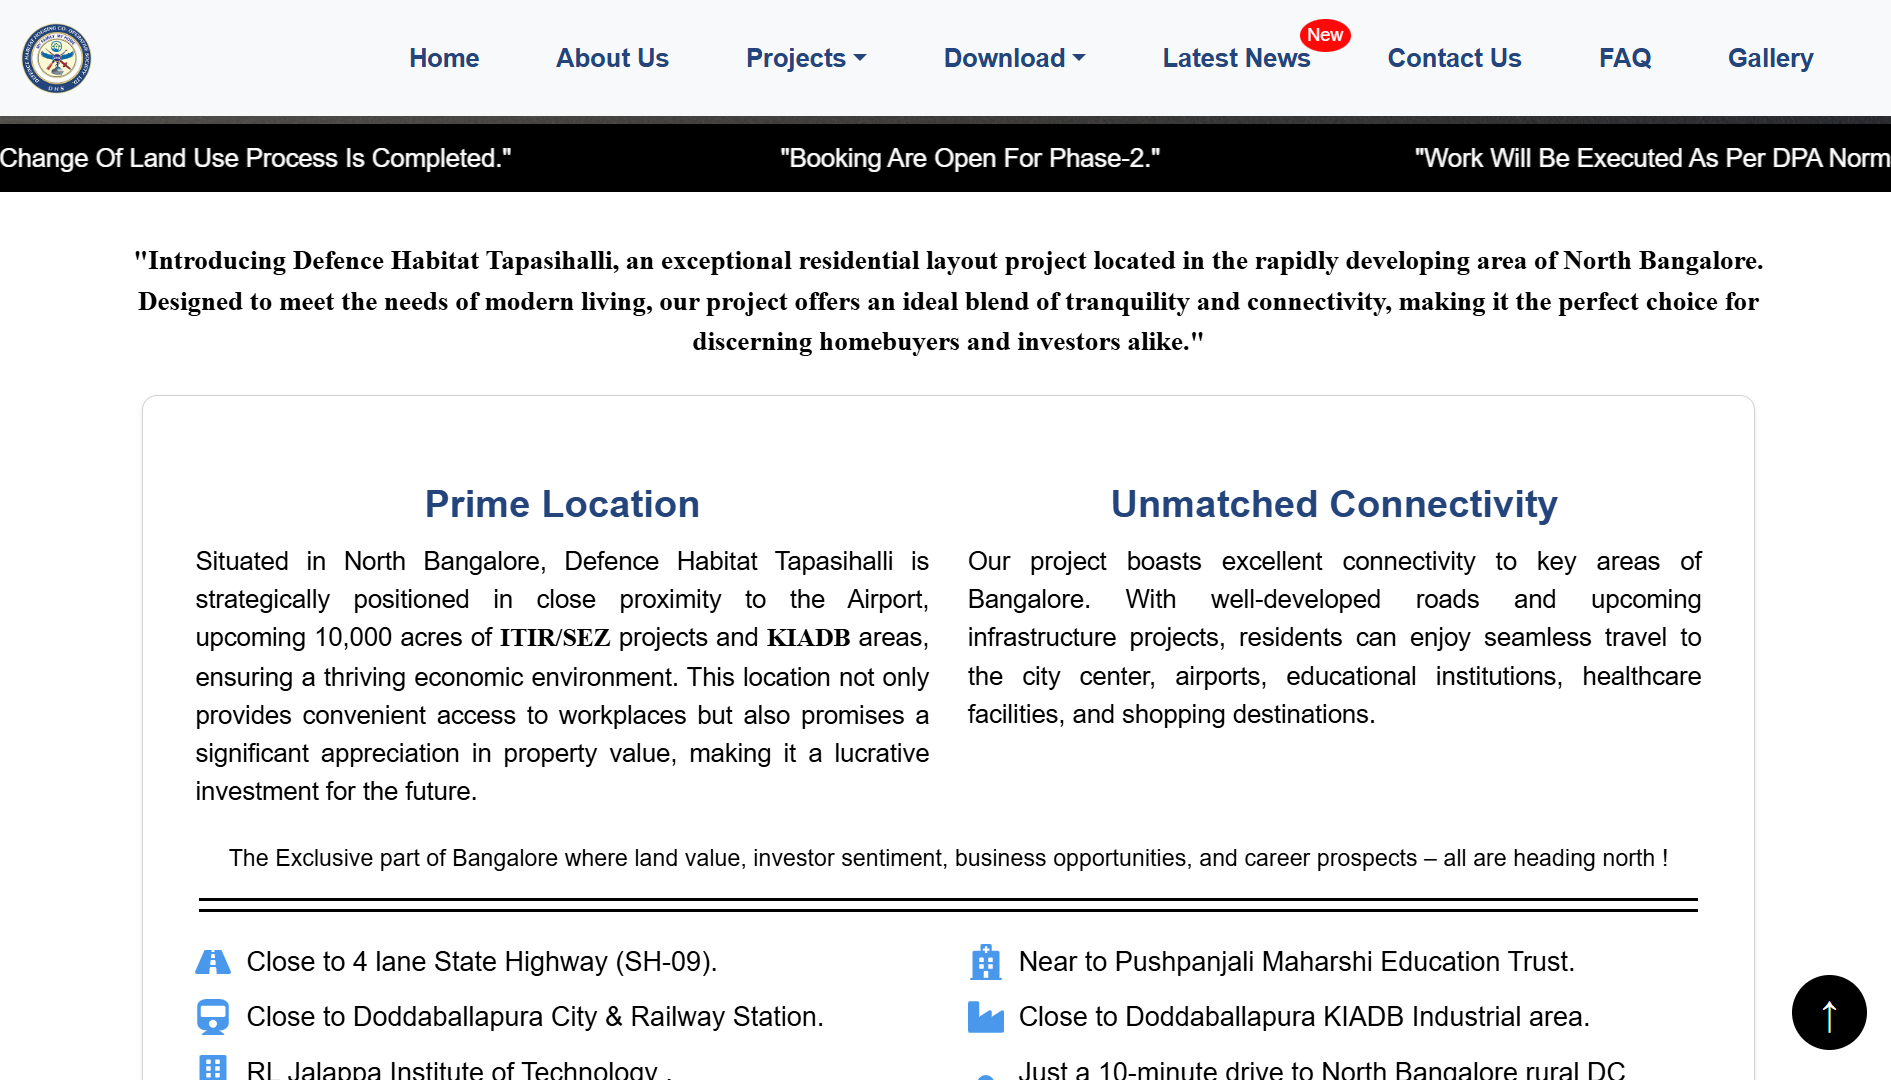 Home About Us Projects Download Latest News New Contact Us FAQ Gallery
Change Of Land Use Process Is Completed." "Booking Are Open For Phase-2." "Work Will Be Executed As Per DPA Norm
"Introducing Defence Habitat Tapasihalli, an exceptional residential layout project located in the rapidly developing area of North Bangalore.
Designed to meet the needs of modern living, our project offers an ideal blend of tranquility and connectivity, making it the perfect choice for
discerning homebuyers and investors alike."
Prime Location
Situated in North Bangalore, Defence Habitat Tapasihalli is
strategically positioned in close proximity to the Airport,
upcoming 10,000 acres of ITIR/SEZ projects and KIADB areas,
ensuring a thriving economic environment. This location not only
provides convenient access to workplaces but also promises a
significant appreciation in property value, making it a lucrative
investment for the future.
Unmatched Connectivity
Our project boasts excellent connectivity to key areas of
Bangalore. With well-developed roads and upcoming
infrastructure projects, residents can enjoy seamless travel to
the city center, airports, educational institutions, healthcare
facilities, and shopping destinations.
The Exclusive part of Bangalore where land value, investor sentiment, business opportunities, and career prospects – all are heading north !
Close to 4 lane State Highway (SH-09).
Close to Doddaballapura City & Railway Station.
RL Jalappa Institute of Technology .
Near to Pushpanjali Maharshi Education Trust.
Close to Doddaballapura KIADB Industrial area.
Just a 10-minute drive to North Bangalore rural DC